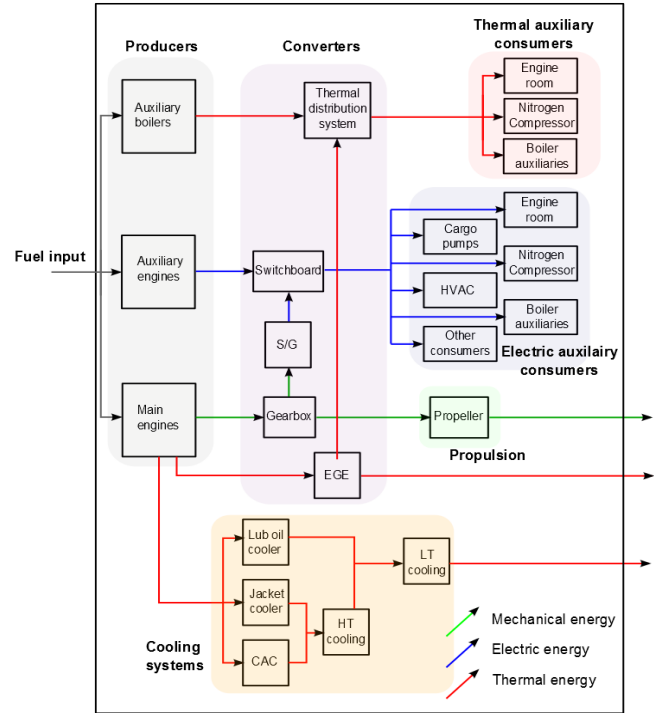 Producers
Converters
Thermal auxiliary
consumers
Auxiliary
boilers
Thermal
distribution
system
Engine
room
Nitrogen
Compressor
Boiler
auxiliaries
Fuel input
Auxiliary
engines
Switchboard
Engine
room
Cargo
pumps
Nitrogen
Compressor
HVAC
Boiler
auxiliaries
Other
consumers
Electric auxilairy
consumers
S/G
Main
engines
Gearbox
Propeller
Propulsion
EGE
Lub oil
cooler
LT
cooling
Jacket
cooler
HT
cooling
CAC
Cooling
systems
Mechanical energy
Electric energy
Thermal energy